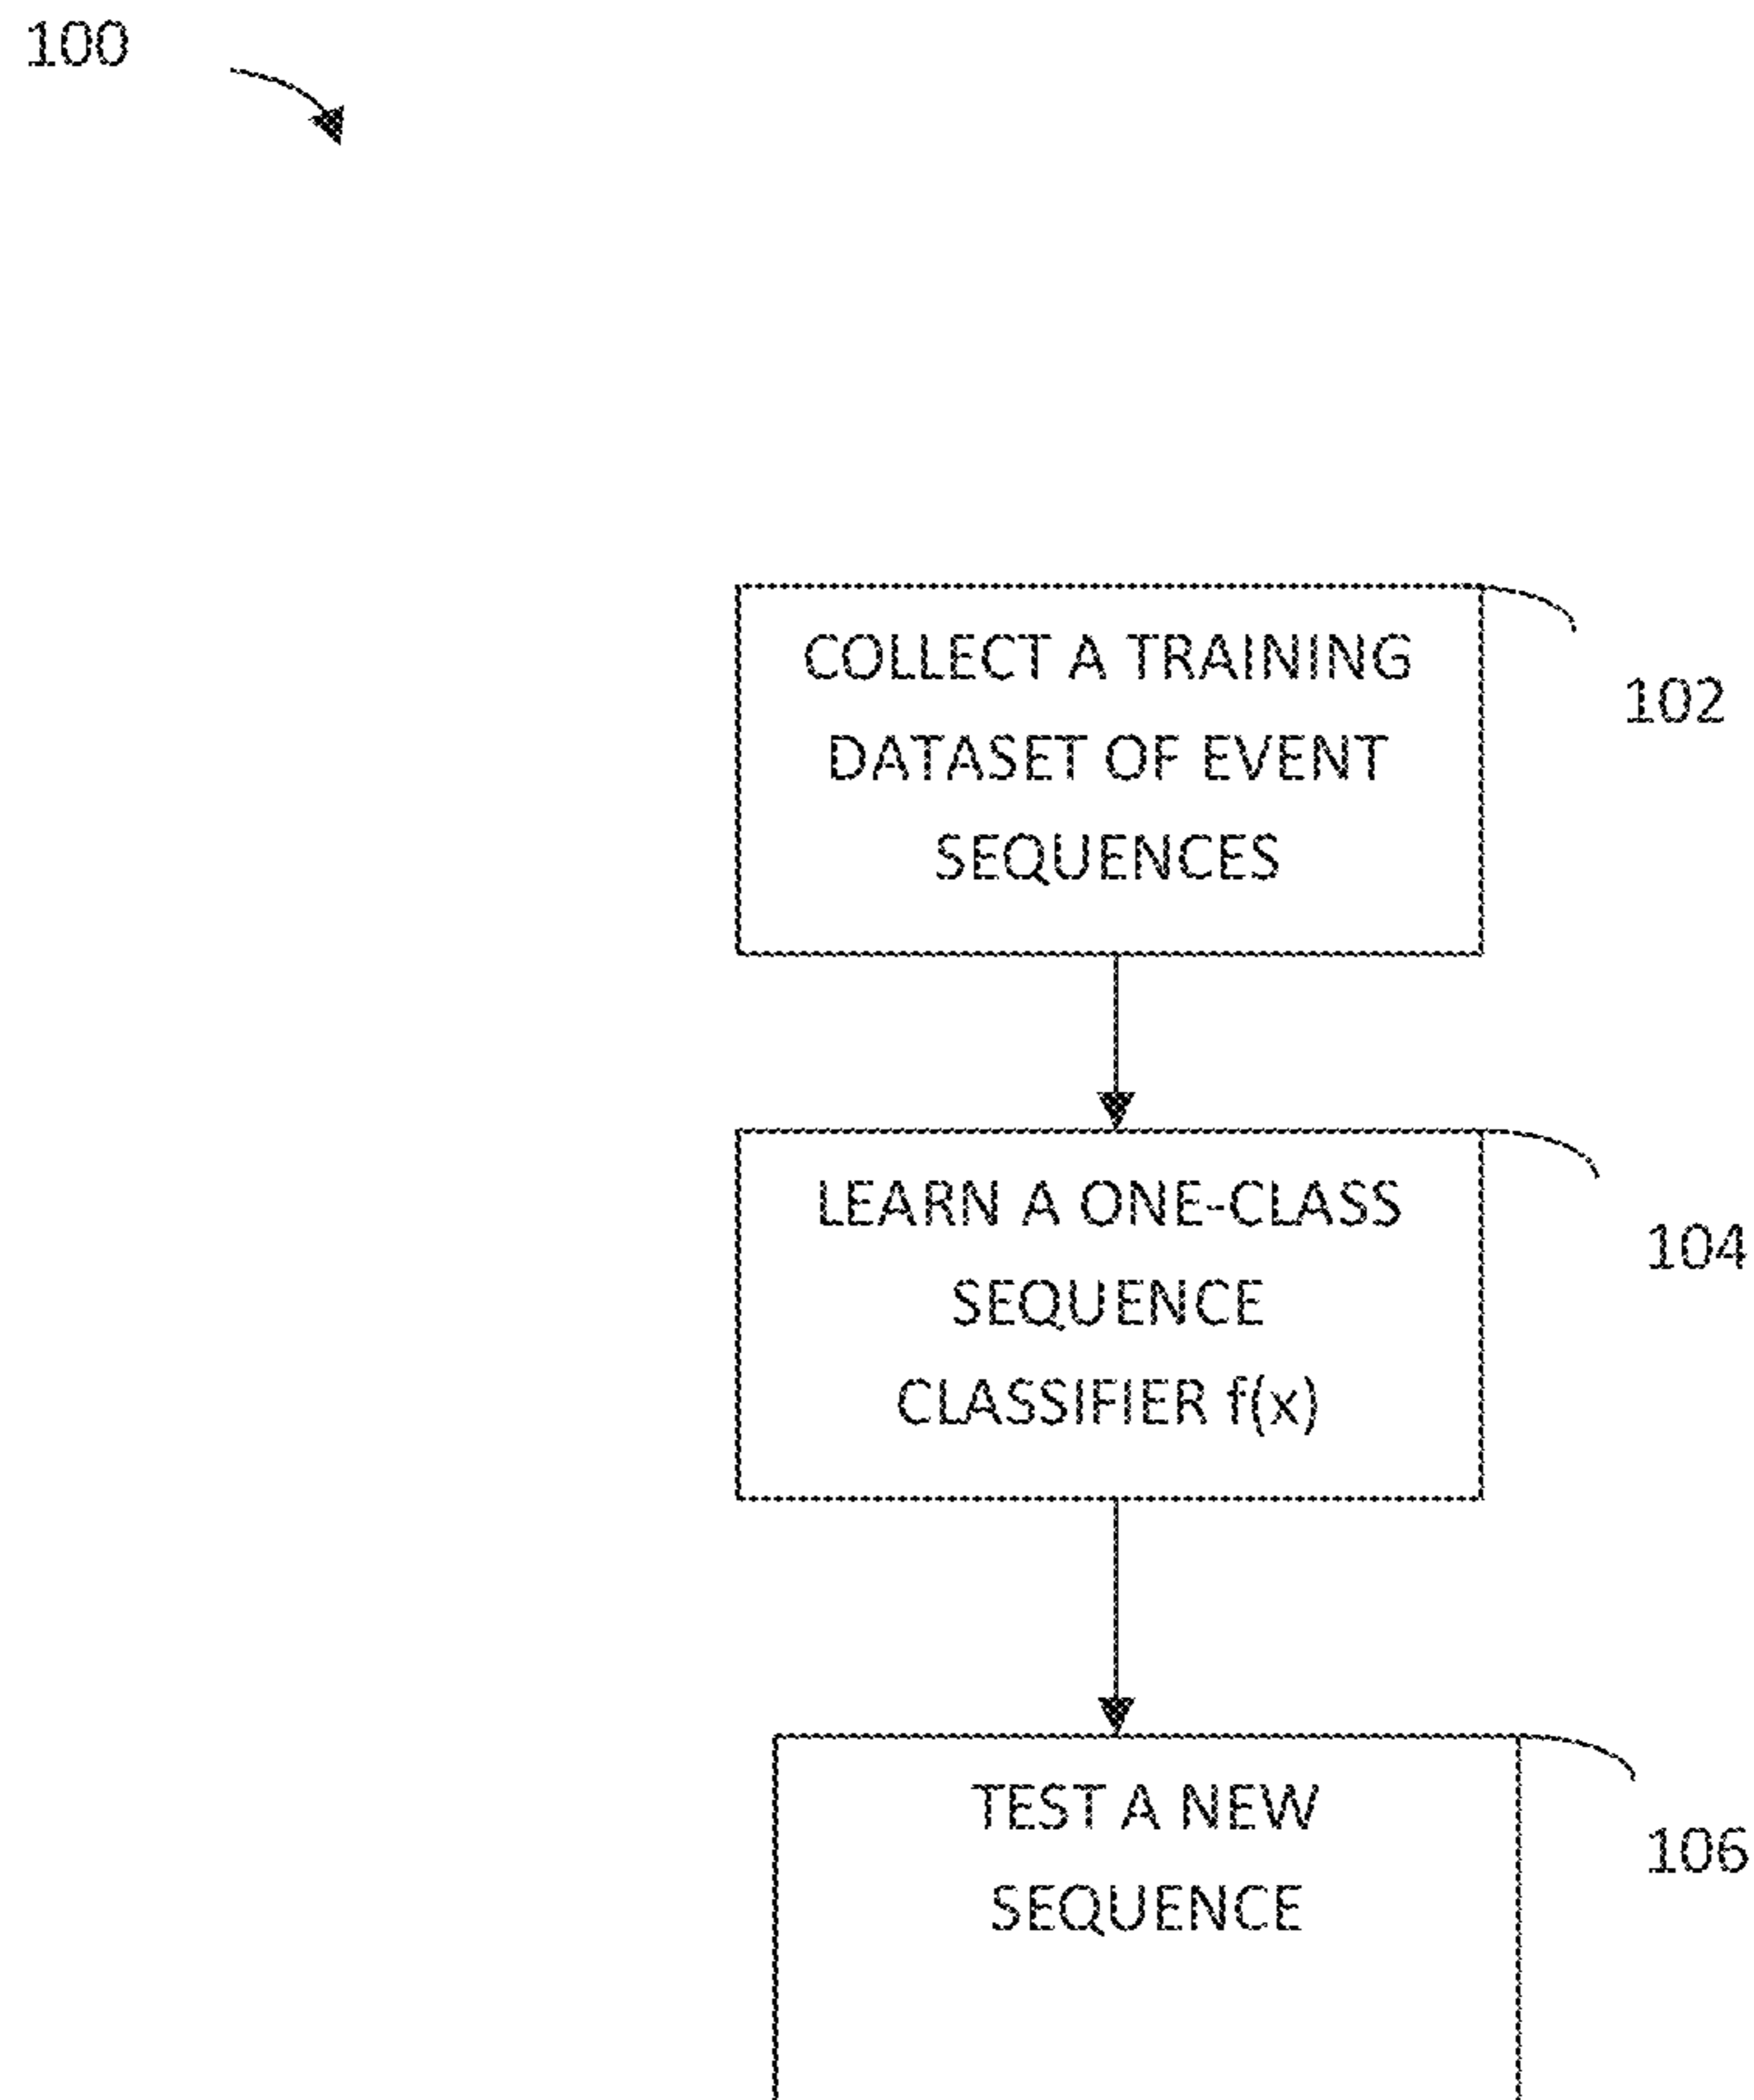 100
COLLECT A TRAINING
DATASET OF EVENT
SEQUENCES
102
LEARN A ONE-CLASS
SEQUENCE
CLASSIFIER f(x)
104
TEST A NEW
SEQUENCE
106